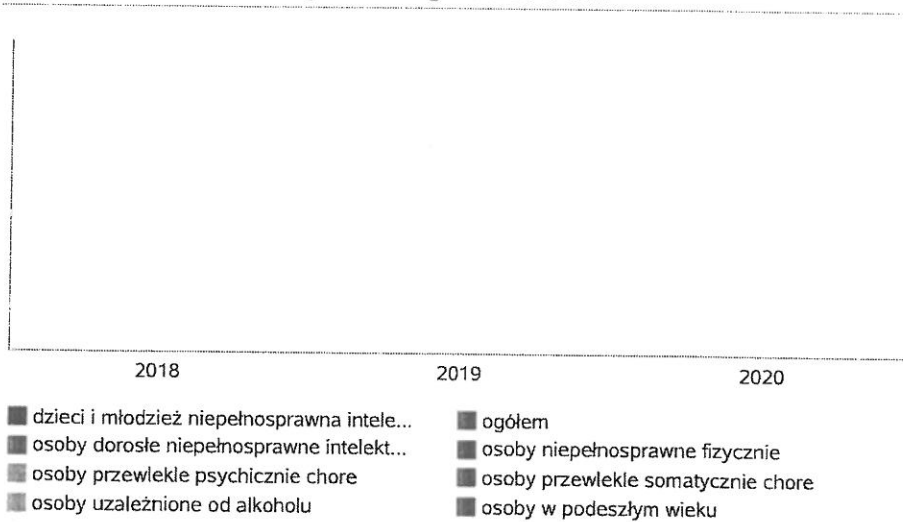 2018 2019 2020
dzieci i młodzież niepełnosprawna intele...
osoby dorosłe niepełnosprawne intelekt...
osoby przewlekle psychicznie chore
osoby uzależnione od alkoholu
ogółem
osoby niepełnosprawne fizycznie
osoby przewlekle somatycznie chore
osoby w podeszłym wieku